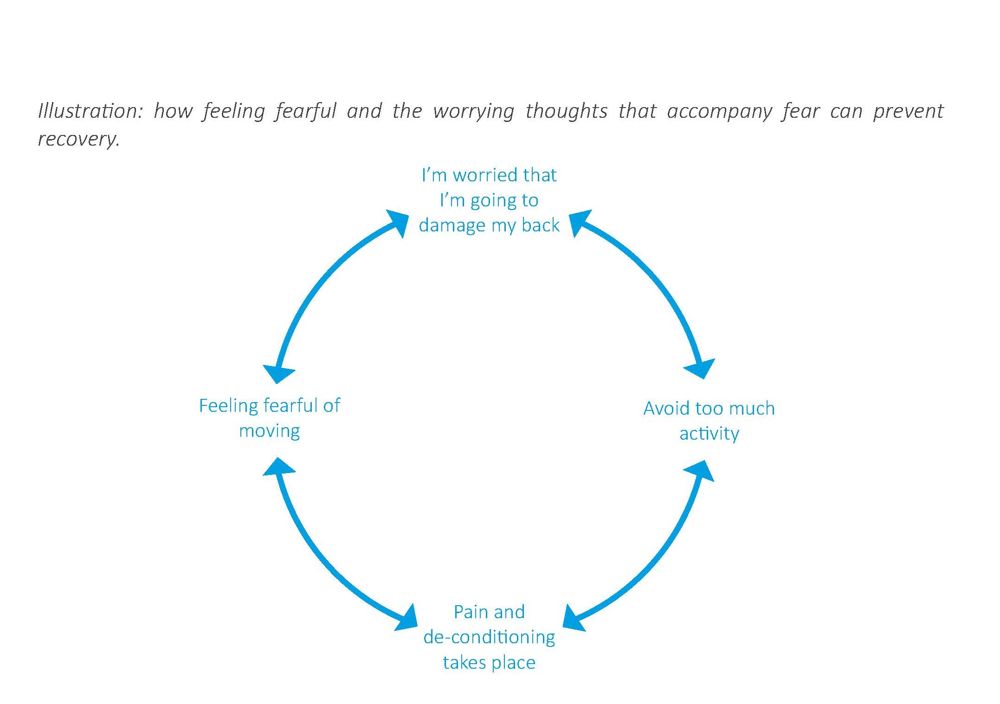 Illustration: how feeling fearful and the worrying thoughts that accompany fear can prevent
recovery.
I’m worried that
I’m going to
damage my back
Feeling fearful of
moving
Avoid too much
activity
Pain and
de-conditioning
takes place